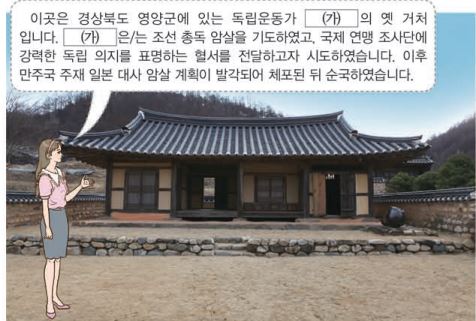 이곳은 경상북도 영양군에 있는 독립운동가 (가) 의 옛 거처
입니다. (가) 은/는 조선 총독 암살을 기도하였고, 국제 연맹 조사단에
강력한 독립 의지를 표명하는 혈서를 전달하고자 시도하였습니다. 이후
만주국 주재 일본 대사 암살 계획이 발각되어 체포된 뒤 순국하였습니다.